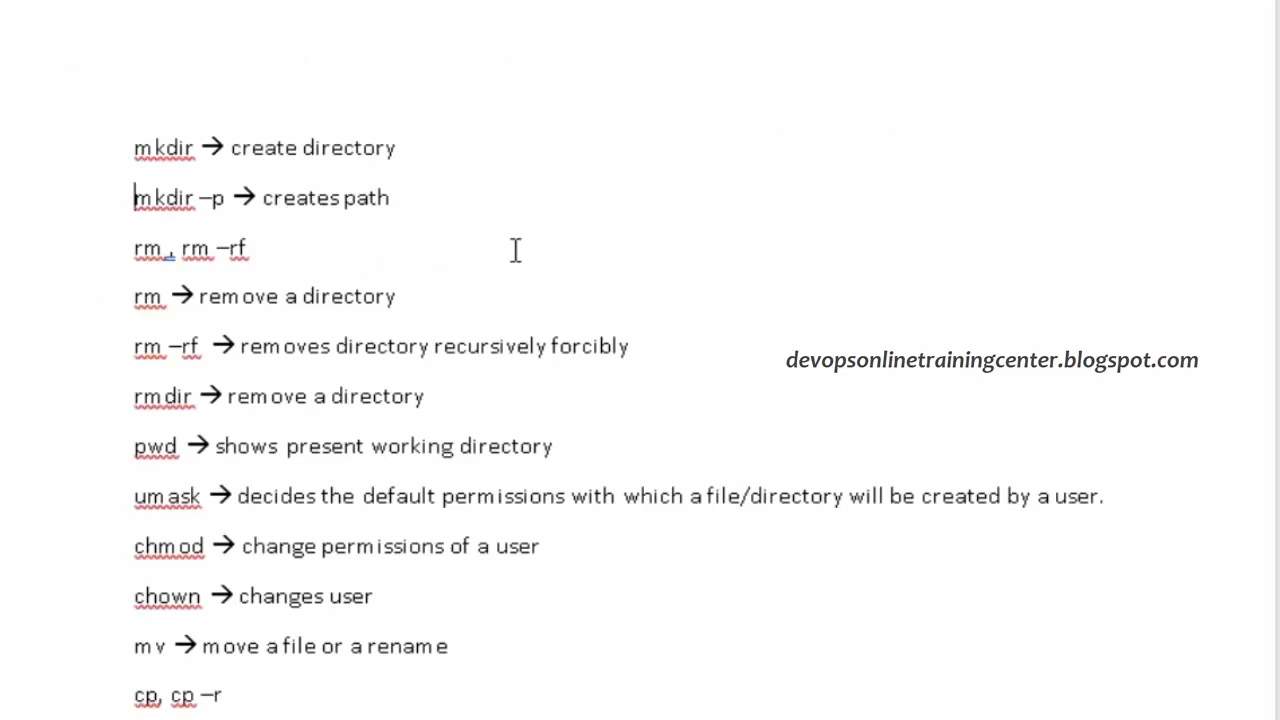 mkdir → create directory
mkdir –p → creates path
rm , rm –rf
rm → remove a directory
rm –rf → removes directory recursively forcibly
devopsonlinetrainingcenter.blogspot.com
rmdir → remove a directory
pwd → shows present working directory
umask → decides the default permissions with which a file/directory will be created by a user.
chmod → change permissions of a user
chown → changes user
mv → move a file or a rename
cp, cp –r